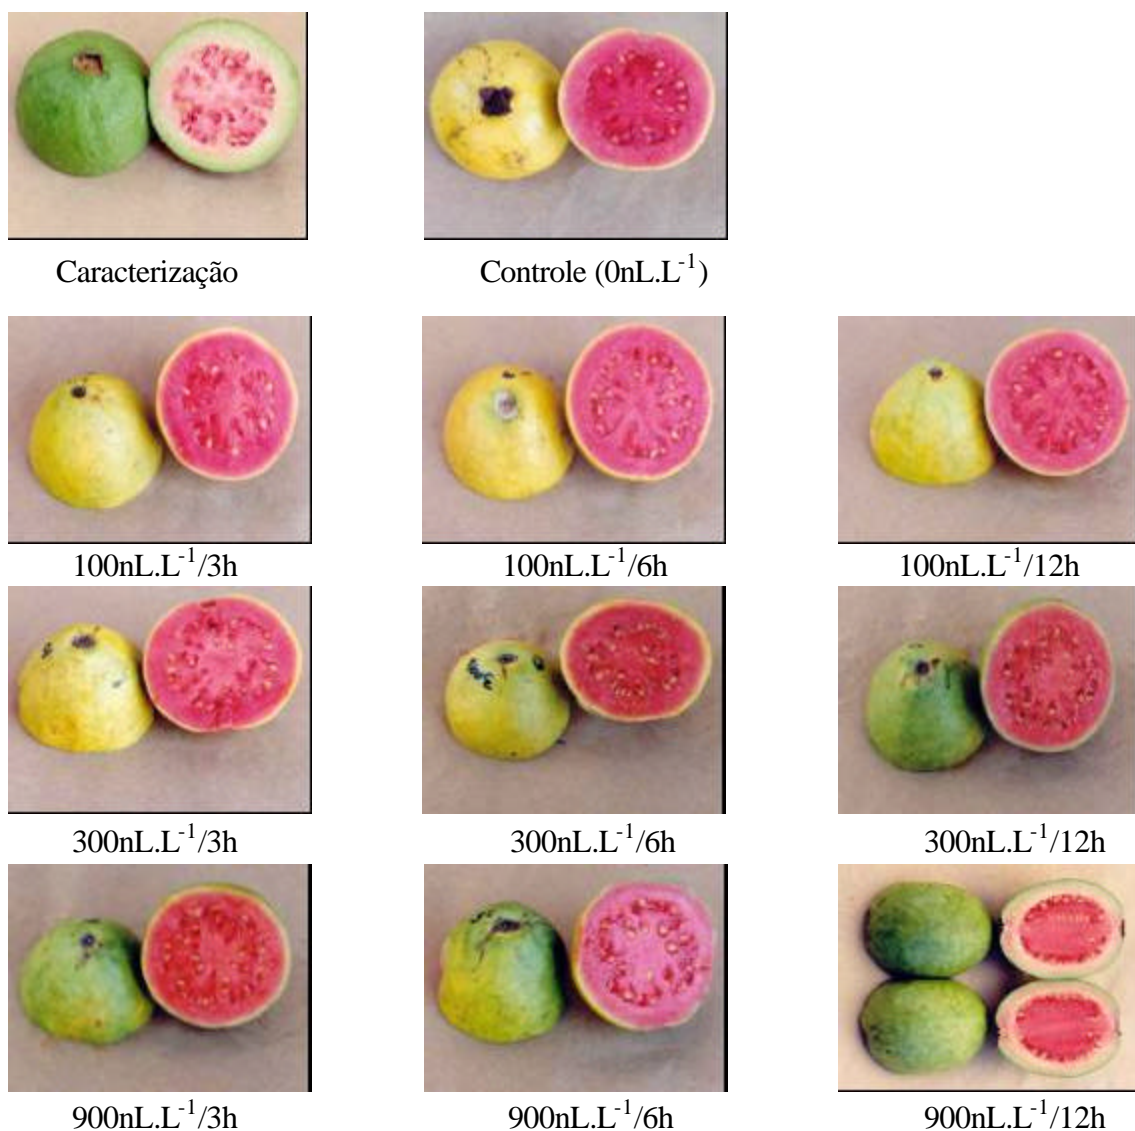 Caracterização
Controle (0nL.L⁻¹)
100nL.L⁻¹/3h
100nL.L⁻¹/6h
100nL.L⁻¹/12h
300nL.L⁻¹/3h
300nL.L⁻¹/6h
300nL.L⁻¹/12h
900nL.L⁻¹/3h
900nL.L⁻¹/6h
900nL.L⁻¹/12h